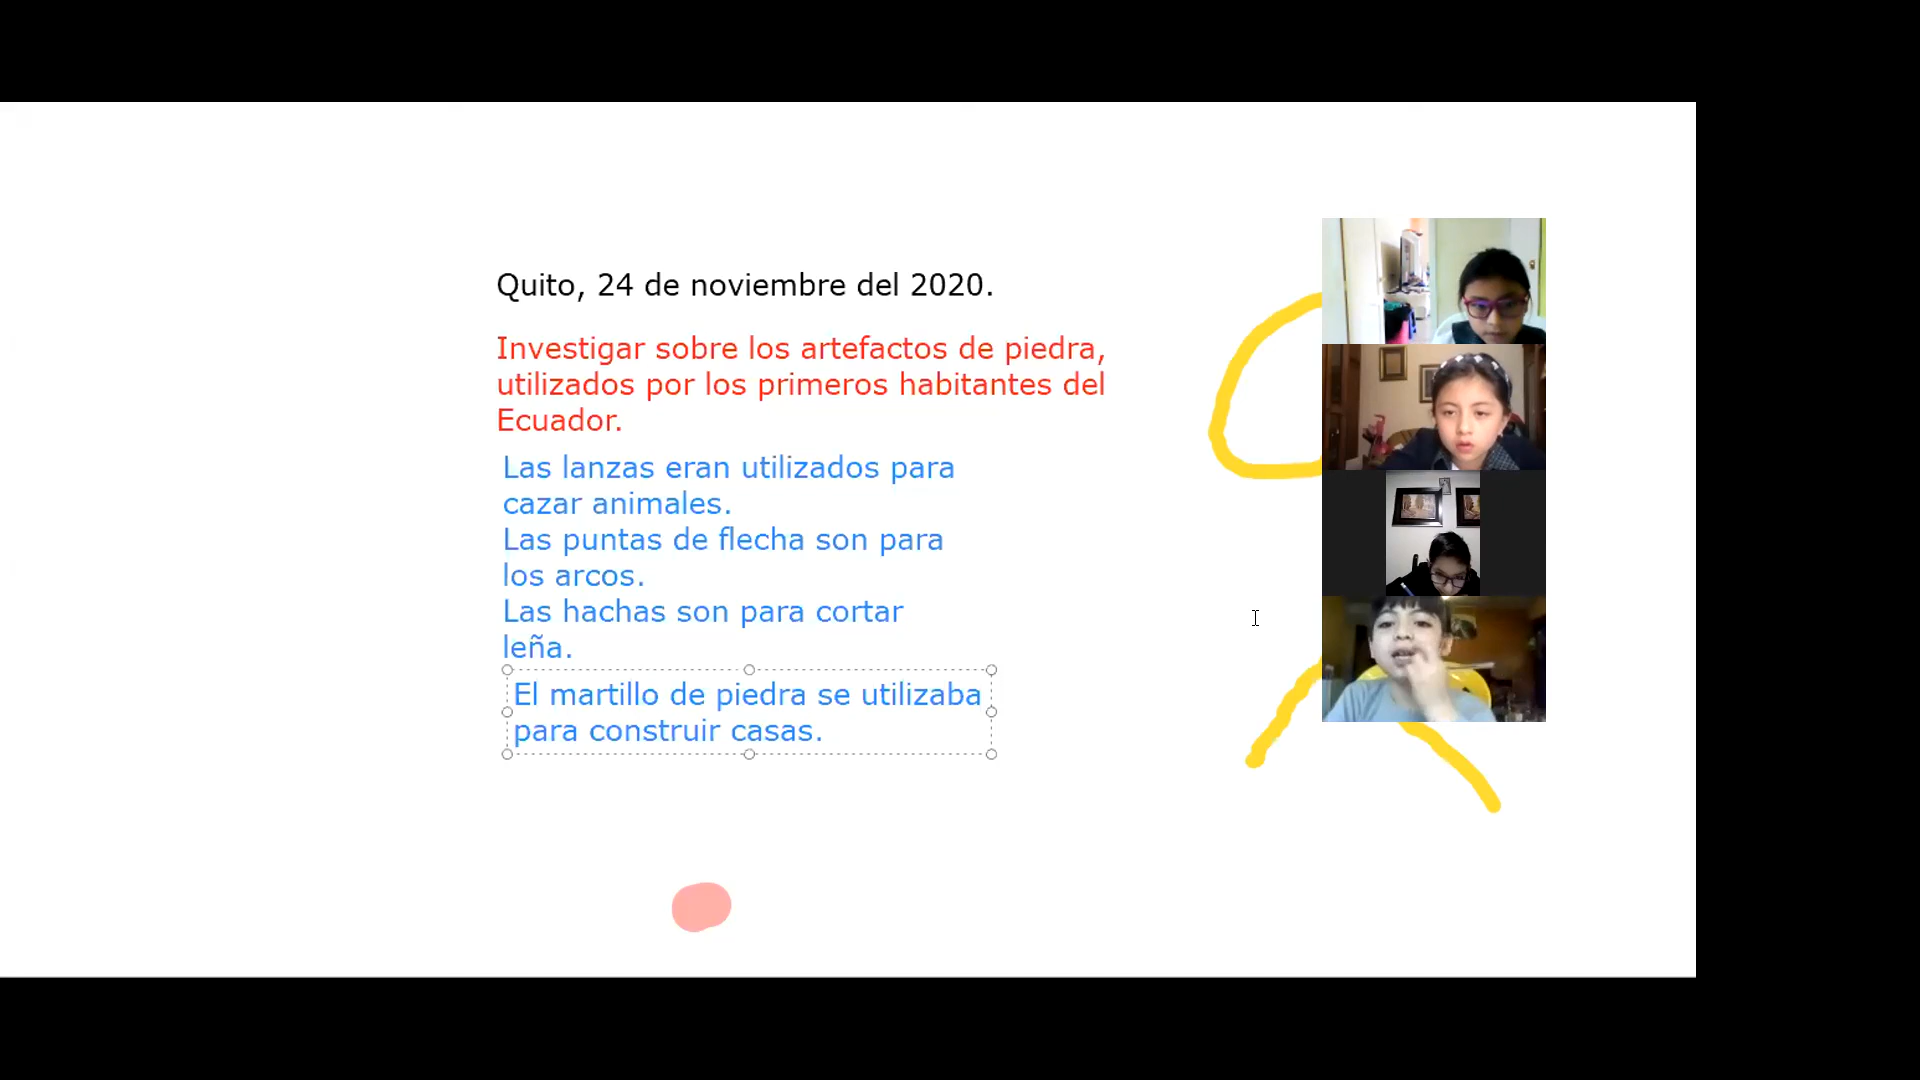 Quito, 24 de noviembre del 2020.
Investigar sobre los artefactos de piedra,
utilizados por los primeros habitantes del
Ecuador.
Las lanzas eran utilizados para
cazar animales.
Las puntas de flecha son para
los arcos.
Las hachas son para cortar
leña.
El martillo de piedra se utilizaba
para construir casas.